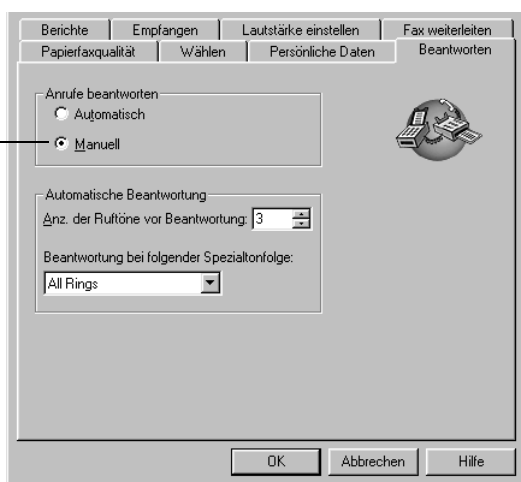 Berichte Empfangen Lautstärke einstellen Fax weiterleiten
Papierfaxqualität Wählen Persönliche Daten Beantworten
Anrufe beantworten
Automatisch
Manuell
Automatische Beantwortung
Anz. der Ruftöne vor Beantwortung: 3
Beantwortung bei folgender Spezialtonfolge:
All Rings
OK Abbrechen Hilfe